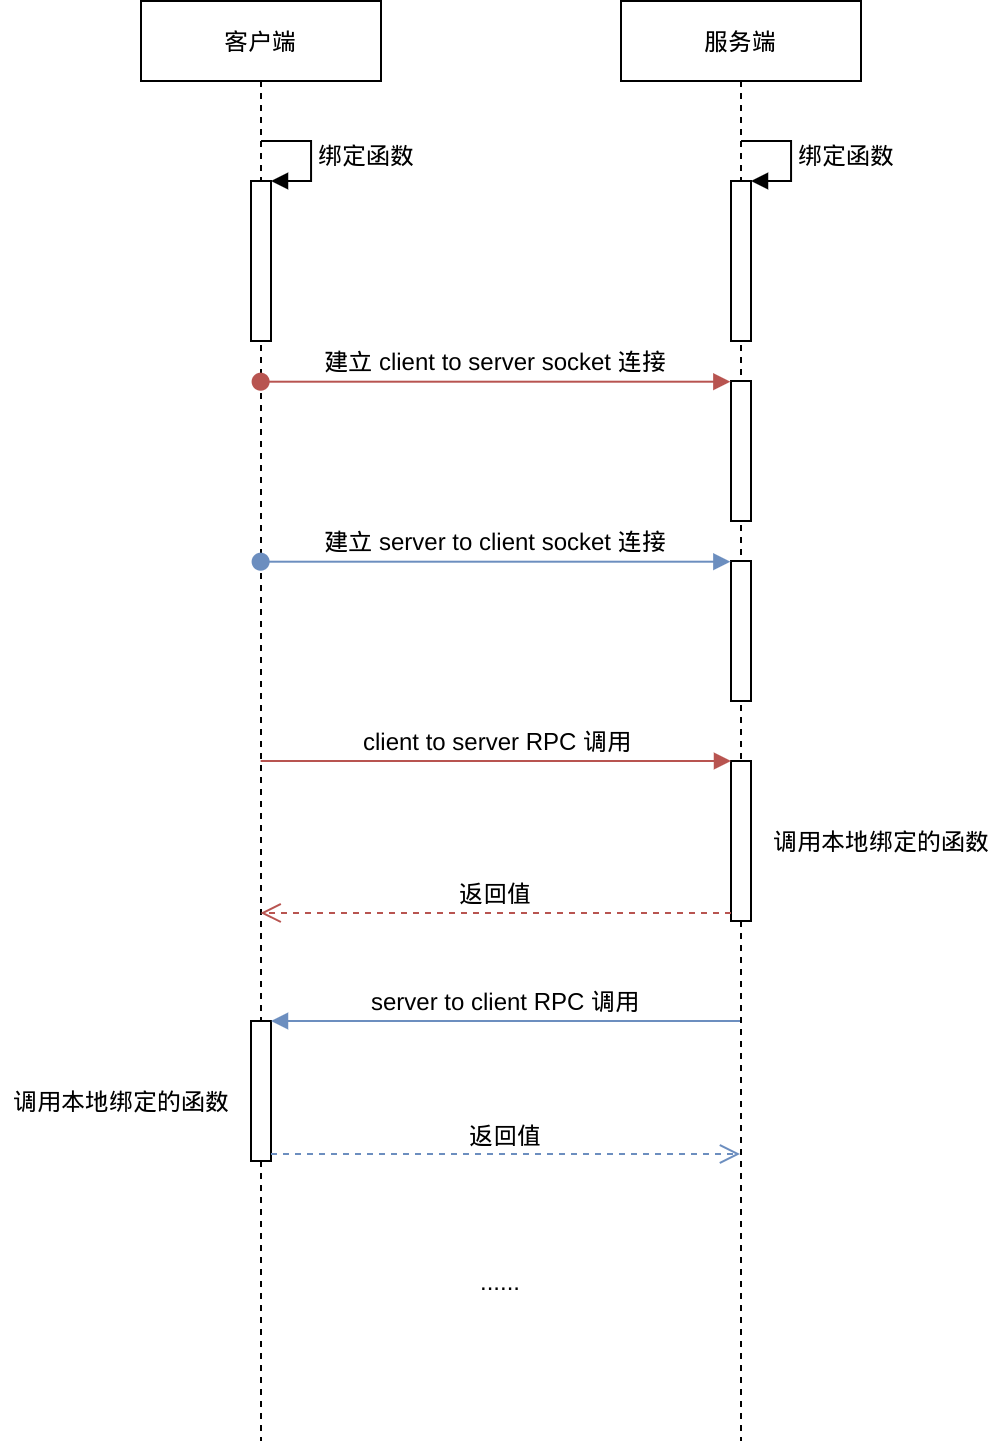 客户端
服务端
绑定函数
绑定函数
建立 client to server socket 连接
建立 server to client socket 连接
client to server RPC 调用
调用本地绑定的函数
返回值
server to client RPC 调用
调用本地绑定的函数
返回值
......